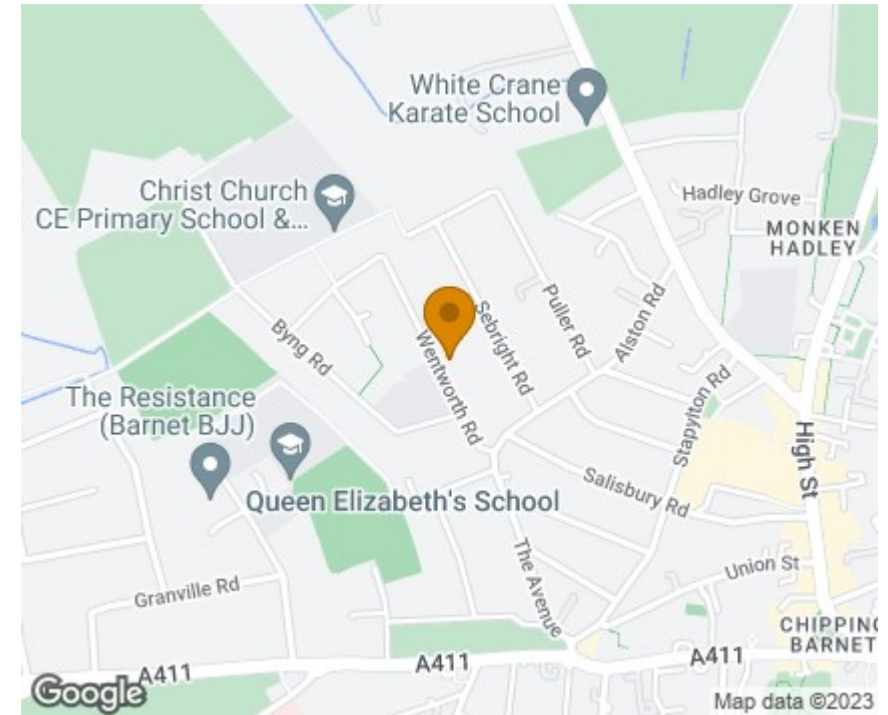 White Crane
Karate School
Hadley Grove
Christ Church
CE Primary School &...
MONKEN
HADLEY
Puller Rd
Sebright Rd
Alston Rd
Byng Rd
Wentworth Rd
Stapylton Rd
The Resistance
(Barnet BJJ)
High St
Queen Elizabeth's School
Salisbury Rd
The Avenue
Union St
Granville Rd
CHIPPING
BARNET
A411
A411
A411
Google
Map data ©2023